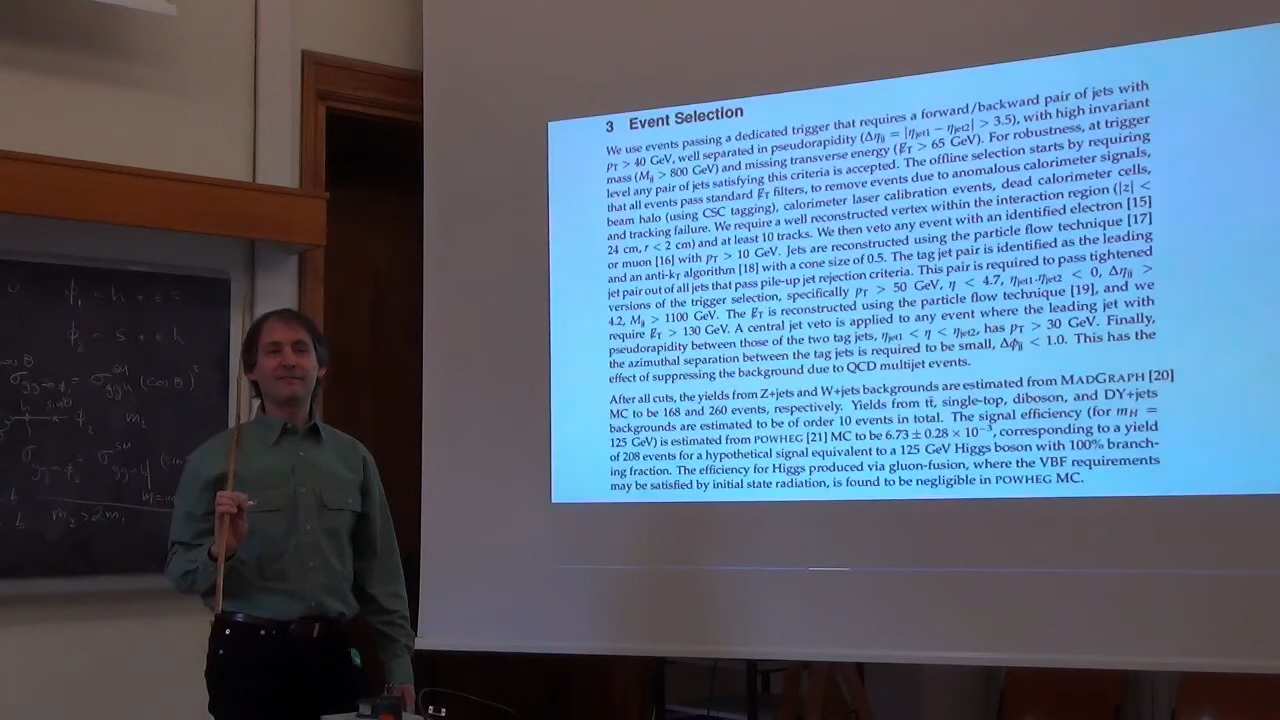 3 Event Selection
We use events passing a dedicated trigger that requires a forward/backward pair of jets with
pT > 40 GeV, well separated in pseudorapidity (Δηjj = |ηjet1 − ηjet2| > 3.5), with high invariant
mass (Mjj > 800 GeV) and missing transverse energy (E̸T > 65 GeV). For robustness, at trigger
level any pair of jets satisfying this criteria is accepted. The offline selection starts by requiring
that all events pass standard E̸T filters, to remove events due to anomalous calorimeter signals,
beam halo (using CSC tagging), calorimeter laser calibration events, dead calorimeter cells,
and tracking failure. We require a well reconstructed vertex within the interaction region (|z| <
24 cm, r < 2 cm) and at least 10 tracks. We then veto any event with an identified electron [15]
or muon [16] with pT > 10 GeV. Jets are reconstructed using the particle flow technique [17]
and an anti-kT algorithm [18] with a cone size of 0.5. The tag jet pair is identified as the leading
jet pair out of all jets that pass pile-up jet rejection criteria. This pair is required to pass tightened
versions of the trigger selection, specifically pT > 50 GeV, η < 4.7, ηjet1.ηjet2 < 0, Δηjj >
4.2, Mjj > 1100 GeV. The E̸T is reconstructed using the particle flow technique [19], and we
require E̸T > 130 GeV. A central jet veto is applied to any event where the leading jet with
pseudorapidity between those of the two tag jets, ηjet1 < η < ηjet2, has pT > 30 GeV. Finally,
the azimuthal separation between the tag jets is required to be small, Δϕjj < 1.0. This has the
effect of suppressing the background due to QCD multijet events.
After all cuts, the yields from Z+jets and W+jets backgrounds are estimated from MADGRAPH [20]
MC to be 168 and 260 events, respectively. Yields from tt̄, single-top, diboson, and DY+jets
backgrounds are estimated to be of order 10 events in total. The signal efficiency (for mH =
125 GeV) is estimated from POWHEG [21] MC to be 6.73 ± 0.28 × 10⁻³, corresponding to a yield
of 208 events for a hypothetical signal equivalent to a 125 GeV Higgs boson with 100% branch-
ing fraction. The efficiency for Higgs produced via gluon-fusion, where the VBF requirements
may be satisfied by initial state radiation, is found to be negligible in POWHEG MC.
ϕ1 ~ h + ε s
ϕ2 ~ s + ε h
m2 > 2m1